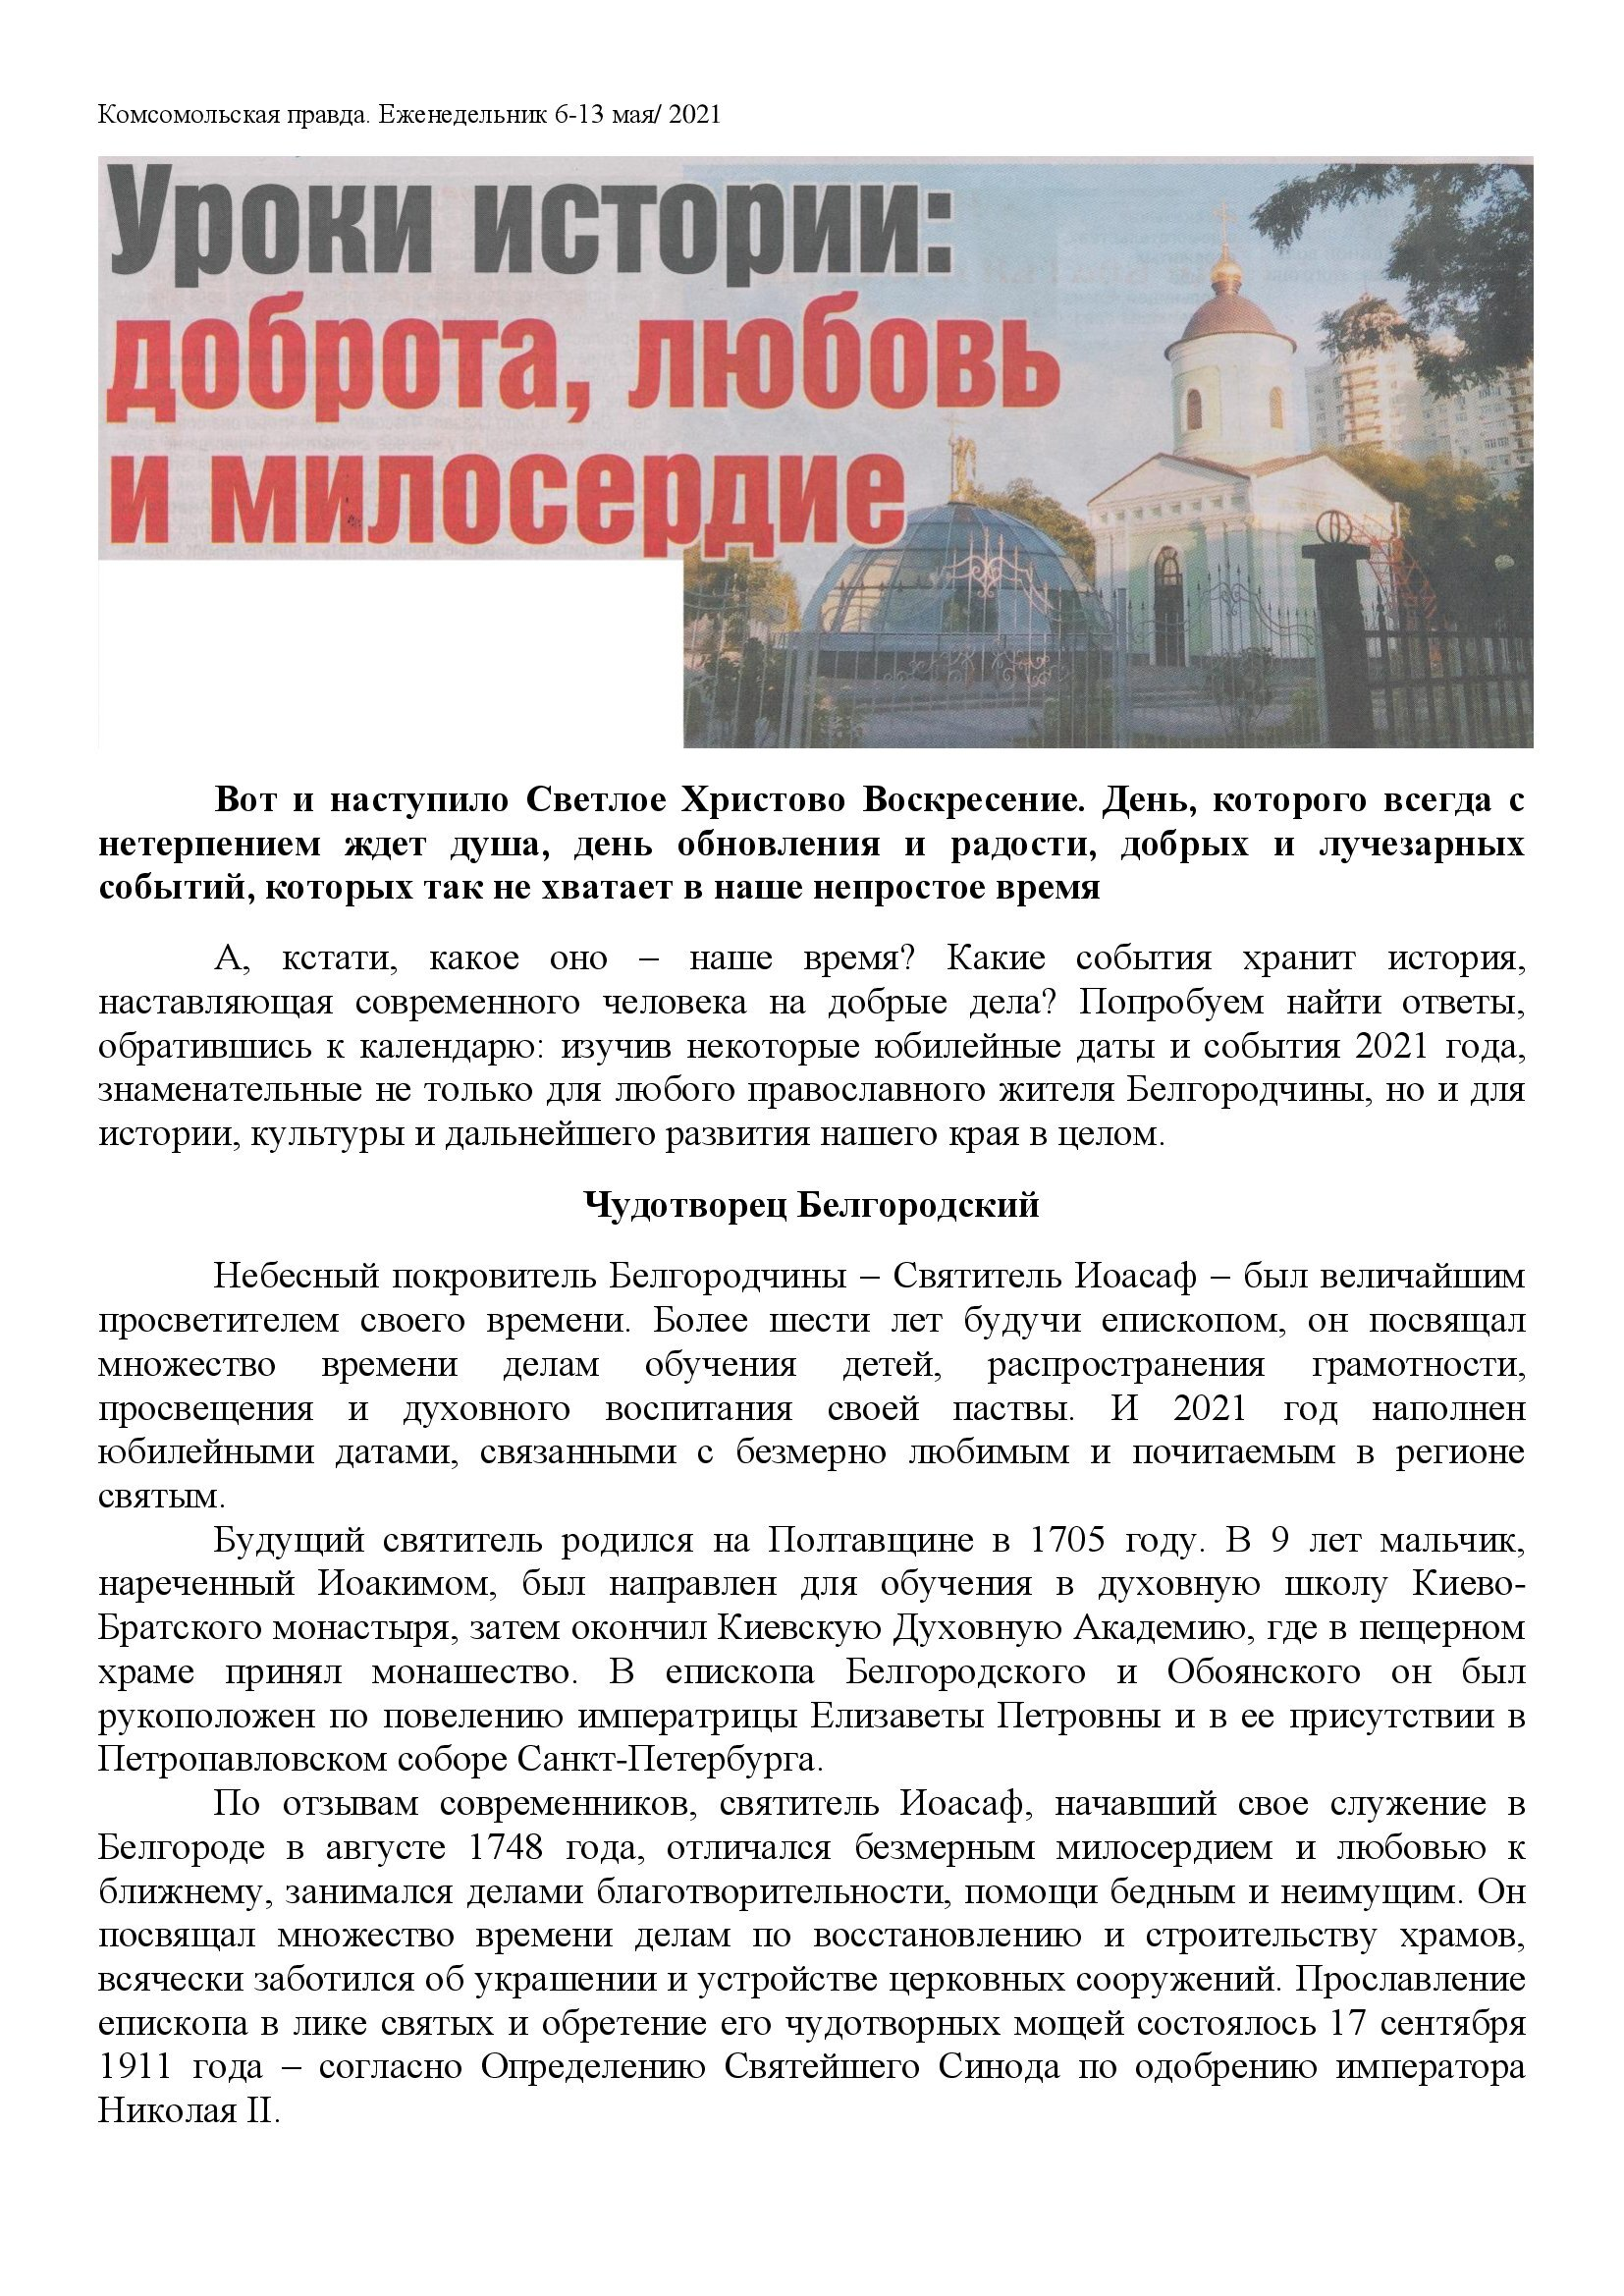 Комсомольская правда. Еженедельник 6-13 мая/ 2021
Уроки истории:
доброта, любовь
и милосердие
Вот и наступило Светлое Христово Воскресение. День, которого всегда с
нетерпением ждет душа, день обновления и радости, добрых и лучезарных
событий, которых так не хватает в наше непростое время
А, кстати, какое оно – наше время? Какие события хранит история,
наставляющая современного человека на добрые дела? Попробуем найти ответы,
обратившись к календарю: изучив некоторые юбилейные даты и события 2021 года,
знаменательные не только для любого православного жителя Белгородчины, но и для
истории, культуры и дальнейшего развития нашего края в целом.
Чудотворец Белгородский
Небесный покровитель Белгородчины – Святитель Иоасаф – был величайшим
просветителем своего времени. Более шести лет будучи епископом, он посвящал
множество времени делам обучения детей, распространения грамотности,
просвещения и духовного воспитания своей паствы. И 2021 год наполнен
юбилейными датами, связанными с безмерно любимым и почитаемым в регионе
святым.
Будущий святитель родился на Полтавщине в 1705 году. В 9 лет мальчик,
нареченный Иоакимом, был направлен для обучения в духовную школу Киево-
Братского монастыря, затем окончил Киевскую Духовную Академию, где в пещерном
храме принял монашество. В епископа Белгородского и Обоянского он был
рукоположен по повелению императрицы Елизаветы Петровны и в ее присутствии в
Петропавловском соборе Санкт-Петербурга.
По отзывам современников, святитель Иоасаф, начавший свое служение в
Белгороде в августе 1748 года, отличался безмерным милосердием и любовью к
ближнему, занимался делами благотворительности, помощи бедным и неимущим. Он
посвящал множество времени делам по восстановлению и строительству храмов,
всячески заботился об украшении и устройстве церковных сооружений. Прославление
епископа в лике святых и обретение его чудотворных мощей состоялось 17 сентября
1911 года – согласно Определению Святейшего Синода по одобрению императора
Николая II.